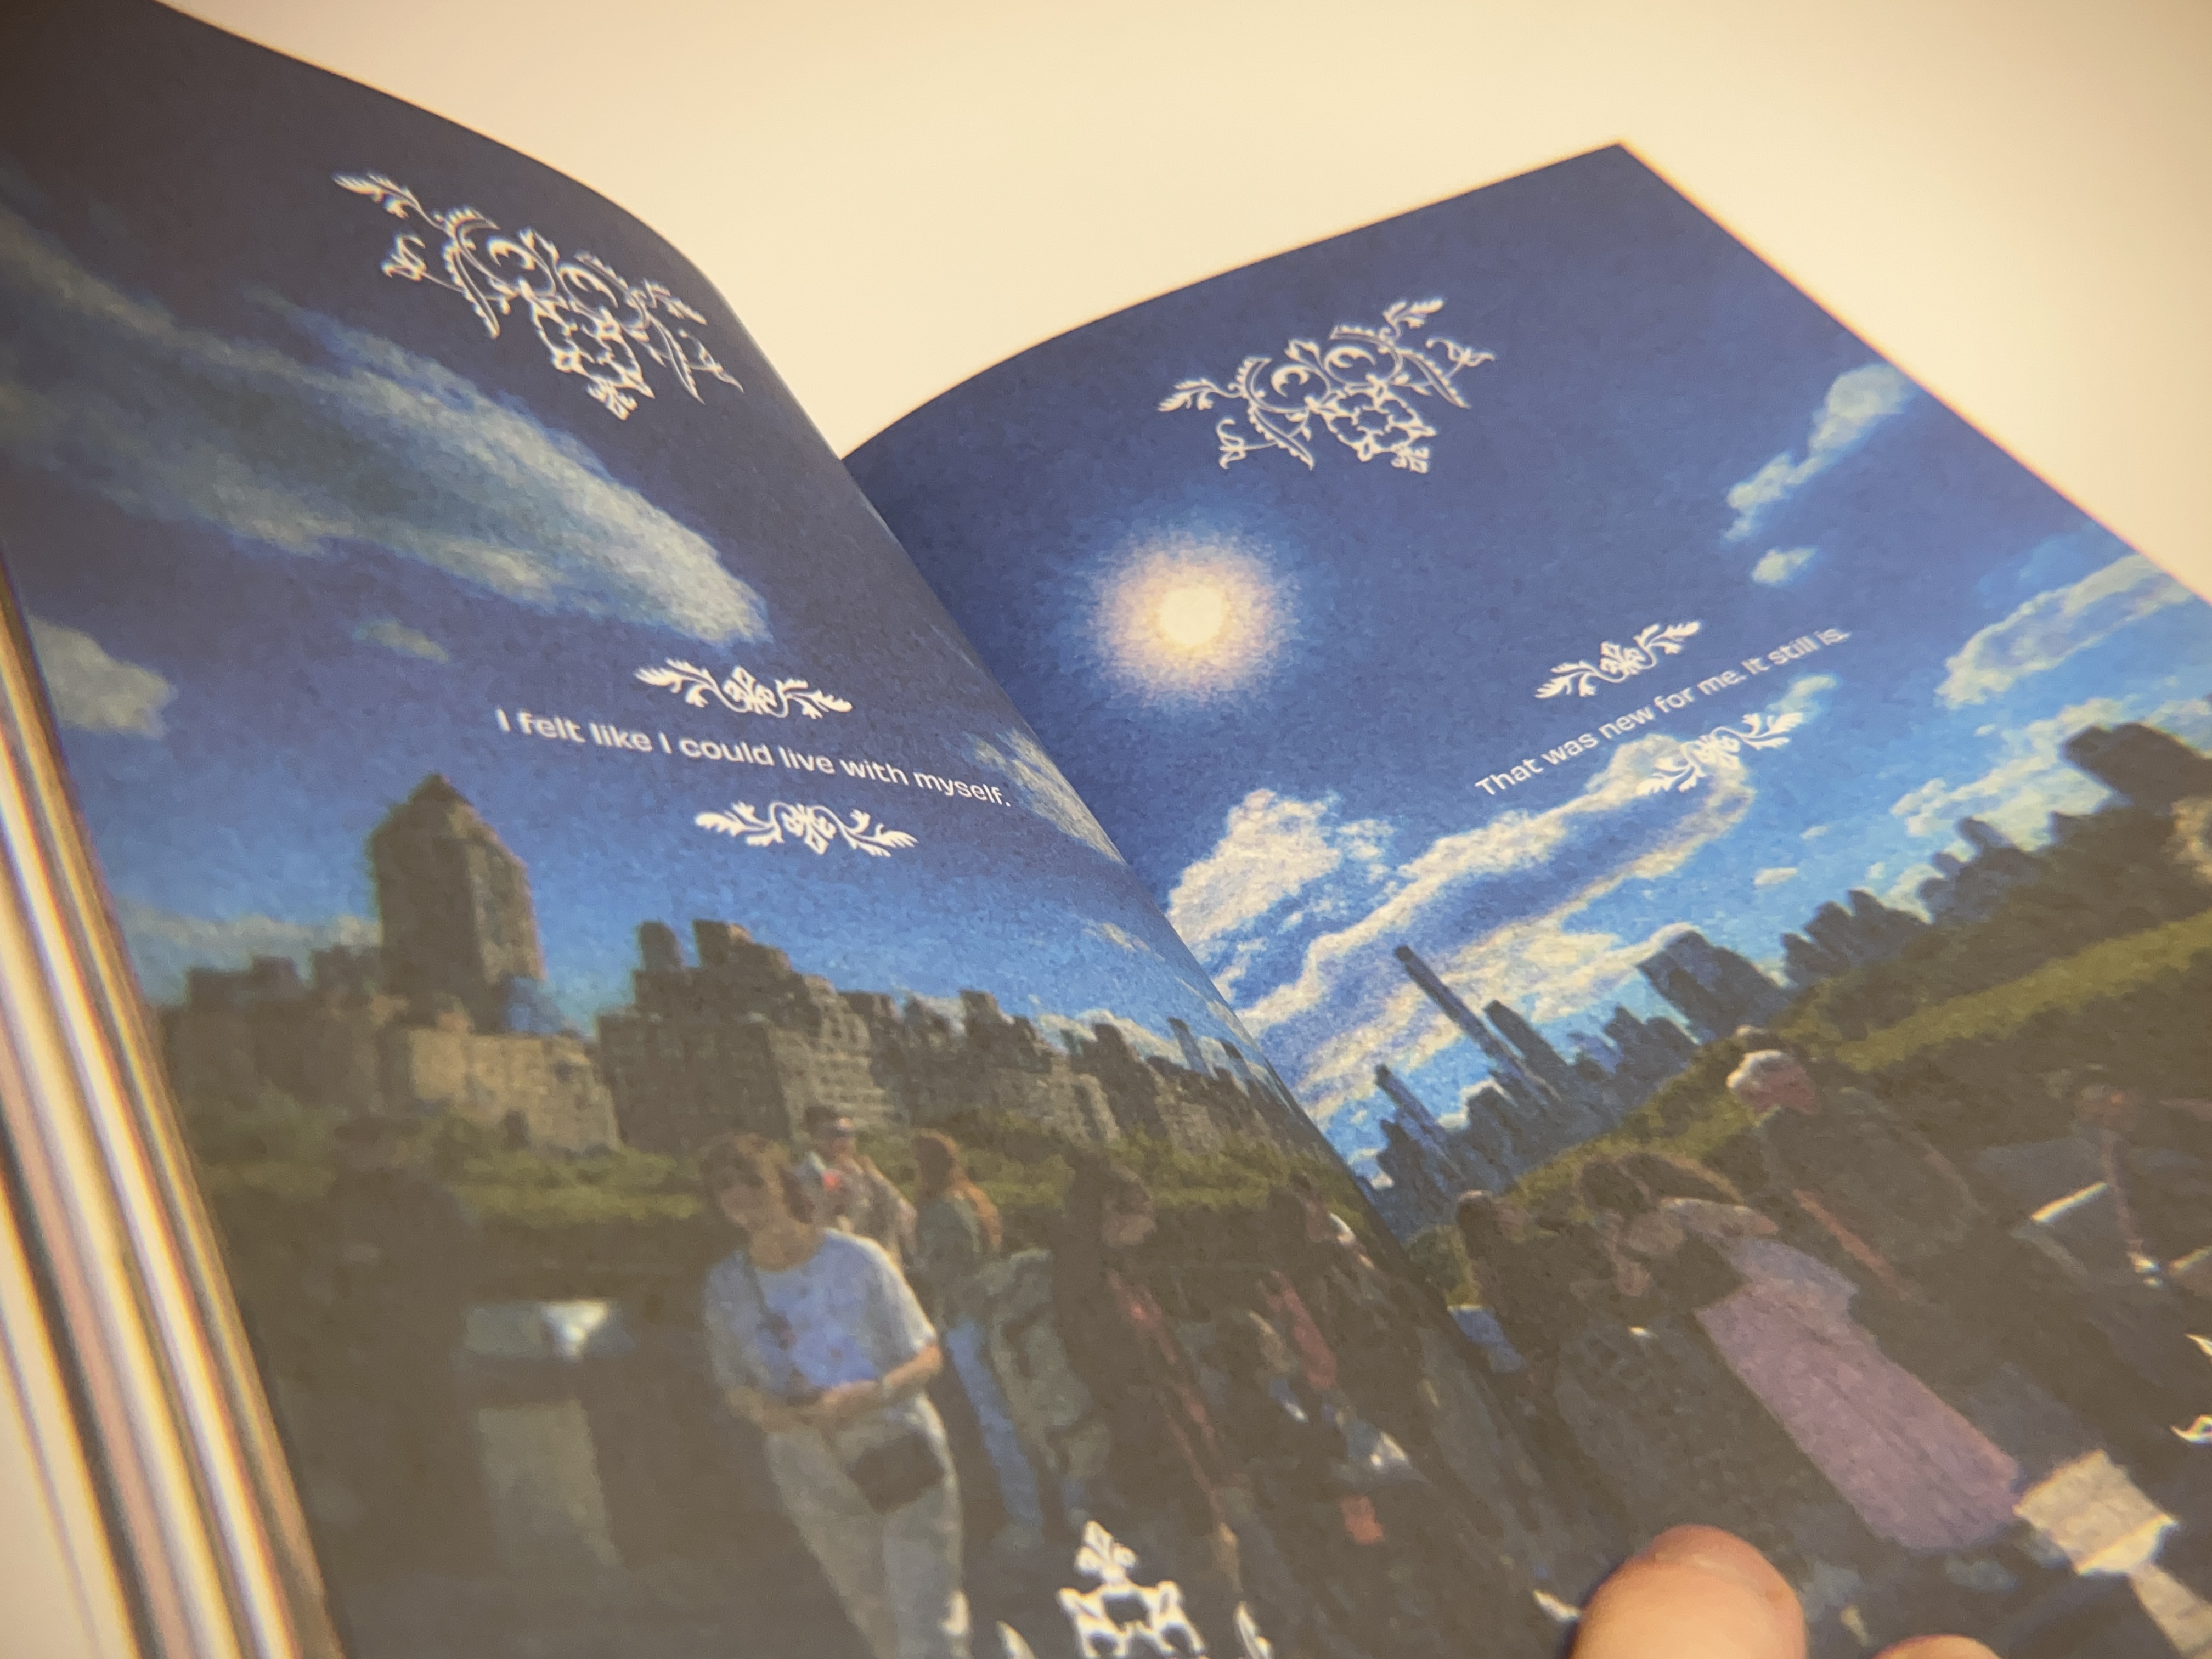 I felt like I could live with myself.
That was new for me. It still is.